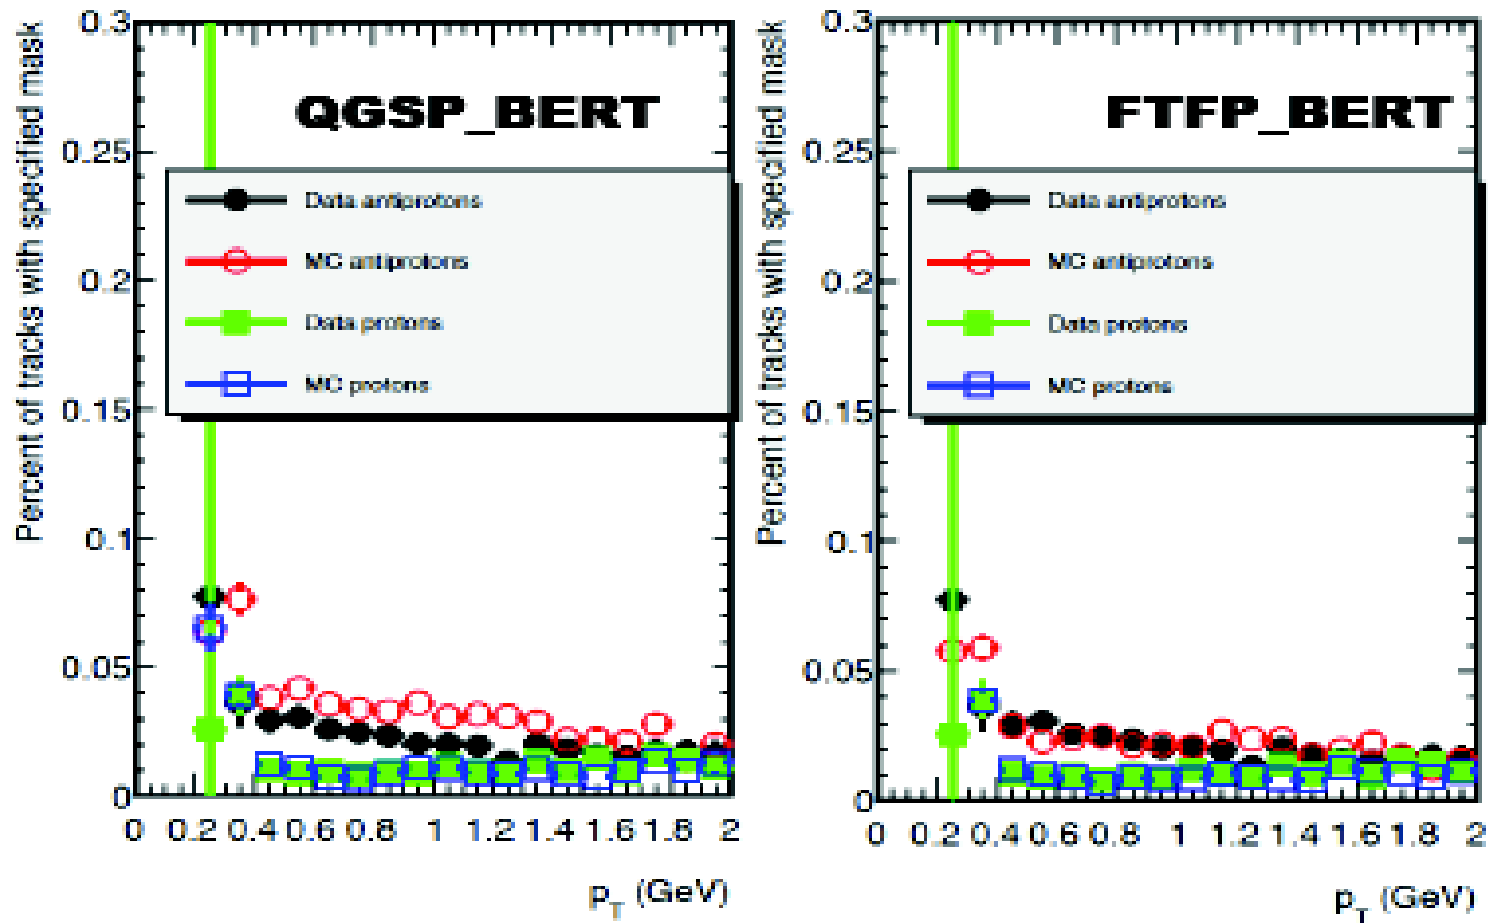 Percent of tracks with specified mask
0.3
0.25
0.2
0.15
0.1
0.05
0
QGSP_BERT
Data antiprotons
MC antiprotons
Data protons
MC protons
0 0.2 0.4 0.6 0.8 1 1.2 1.4 1.6 1.8 2
pT (GeV)
Percent of tracks with specified mask
0.3
0.25
0.2
0.15
0.1
0.05
0
FTFP_BERT
Data antiprotons
MC antiprotons
Data protons
MC protons
0 0.2 0.4 0.6 0.8 1 1.2 1.4 1.6 1.8 2
pT (GeV)